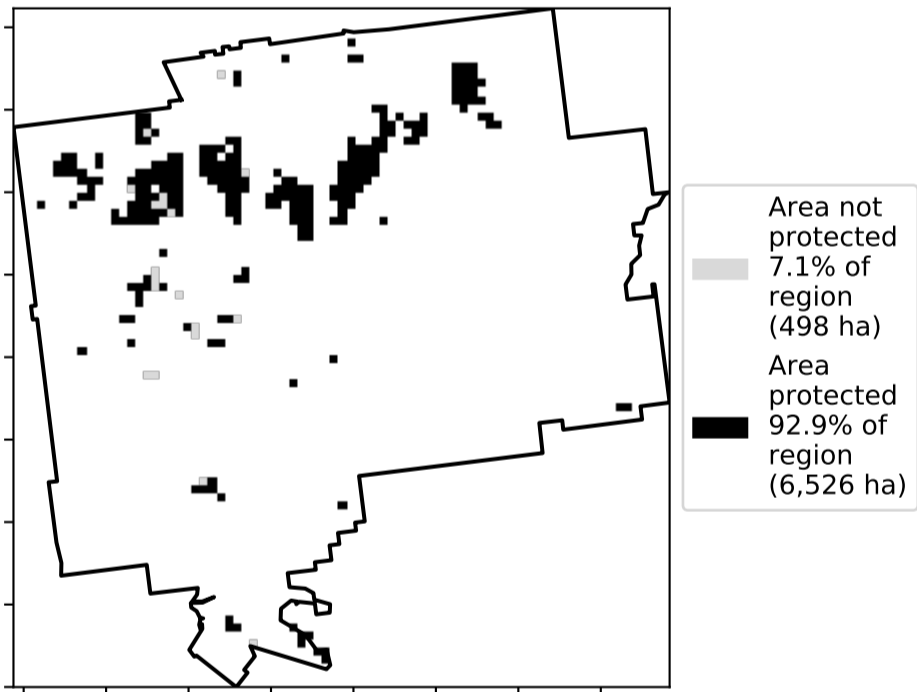 Area not
protected
7.1% of
region
(498 ha)
Area
protected
92.9% of
region
(6,526 ha)